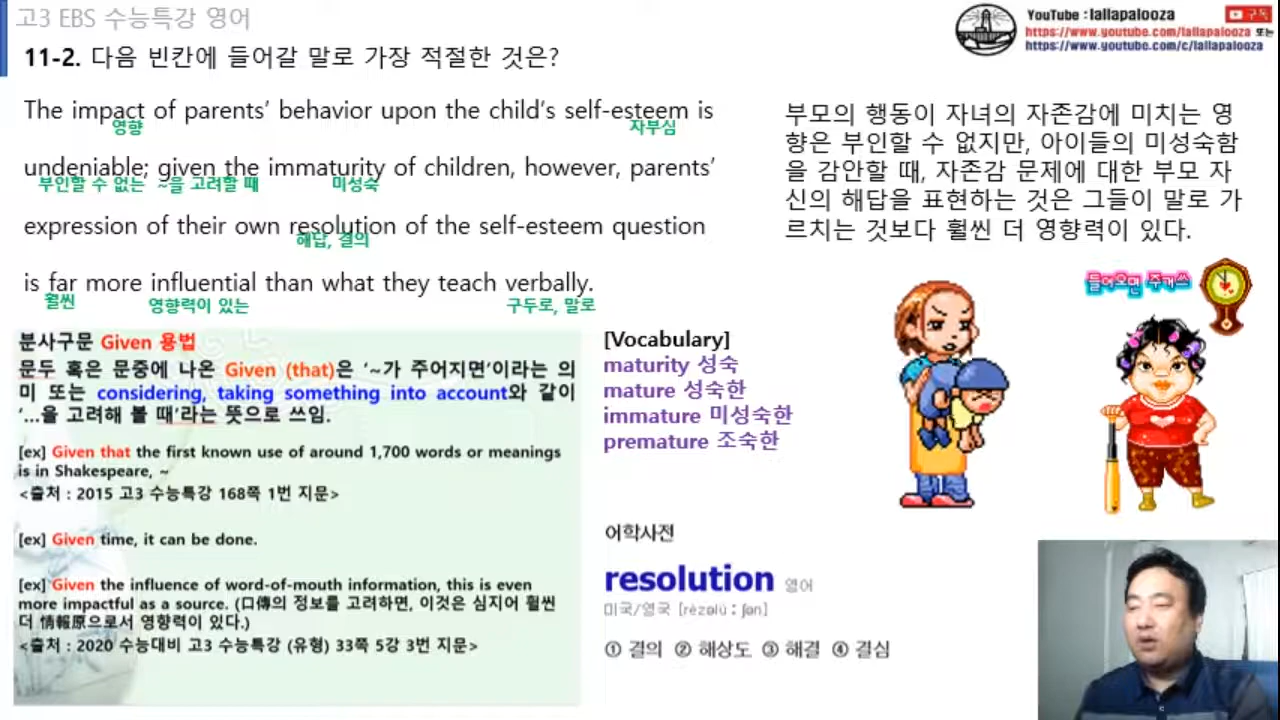 고3 EBS 수능특강 영어
YouTube : lallapalooza
구독
https://www.youtube.com/lallapalooza 또는
https://www.youtube.com/c/lallapalooza
11-2. 다음 빈칸에 들어갈 말로 가장 적절한 것은?
The impact of parents’ behavior upon the child’s self-esteem is
영향 자부심
undeniable; given the immaturity of children, however, parents’
부인할 수 없는 ~을 고려할 때 미성숙
expression of their own resolution of the self-esteem question
해답, 결의
is far more influential than what they teach verbally.
훨씬 영향력이 있는 구두로, 말로
부모의 행동이 자녀의 자존감에 미치는 영
향은 부인할 수 없지만, 아이들의 미성숙함
을 감안할 때, 자존감 문제에 대한 부모 자
신의 해답을 표현하는 것은 그들이 말로 가
르치는 것보다 훨씬 더 영향력이 있다.
들어오면 주거쓰
분사구문 Given 용법
문두 혹은 문중에 나온 Given (that)은 ‘~가 주어지면’이라는 의
미 또는 considering, taking something into account와 같이
‘...을 고려해 볼 때’라는 뜻으로 쓰임.
[ex] Given that the first known use of around 1,700 words or meanings
is in Shakespeare, ~
<출처 : 2015 고3 수능특강 168쪽 1번 지문>
[ex] Given time, it can be done.
[ex] Given the influence of word-of-mouth information, this is even
more impactful as a source. (口傳의 정보를 고려하면, 이것은 심지어 훨씬
더 情報原으로서 영향력이 있다.)
<출처 : 2020 수능대비 고3 수능특강 (유형) 33쪽 5강 3번 지문>
[Vocabulary]
maturity 성숙
mature 성숙한
immature 미성숙한
premature 조숙한
어학사전
resolution 영어
미국/영국 [rèzəlúːʃən]
① 결의 ② 해상도 ③ 해결 ④ 결심